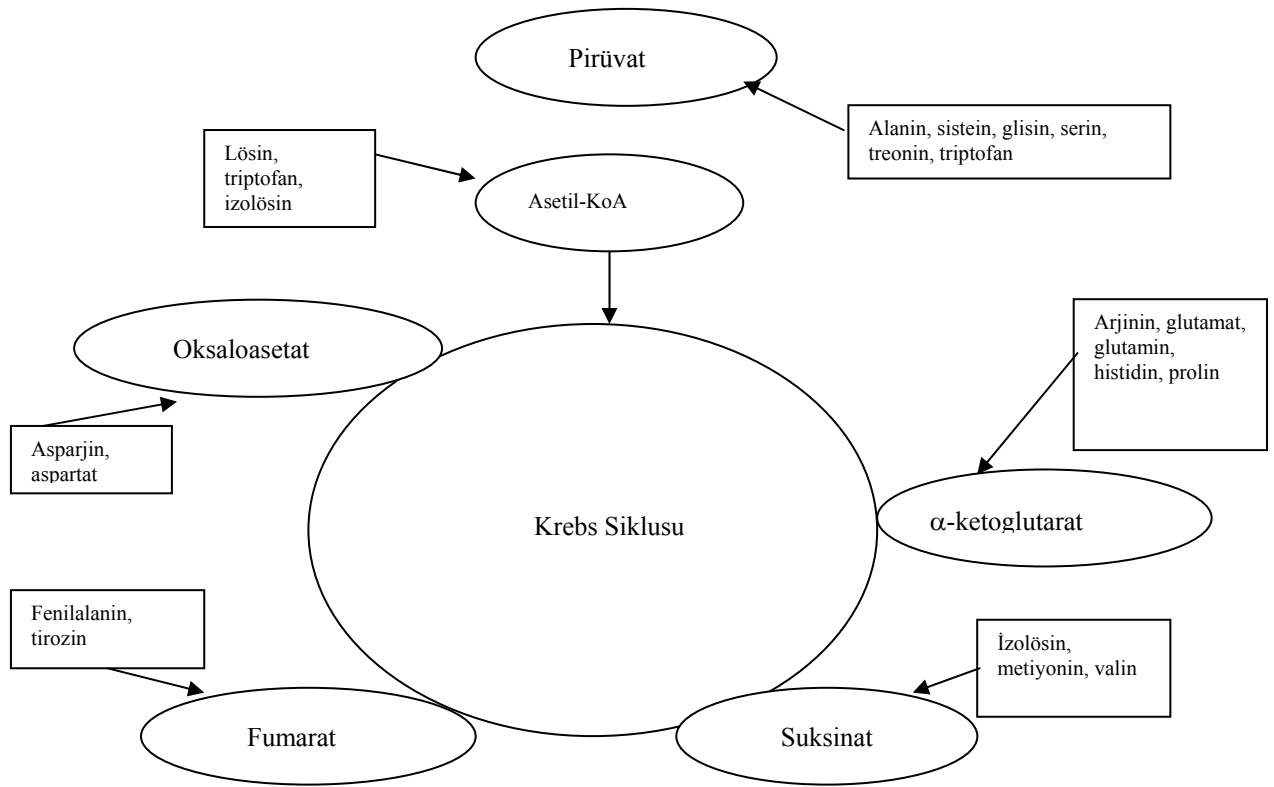 Pirüvat
Alanin, sistein, glisin, serin,
treonin, triptofan
Lösin,
triptofan,
izolösin
Asetil-KoA
Oksaloasetat
Arjinin, glutamat,
glutamin,
histidin, prolin
Asparjin,
aspartat
Krebs Siklusu
α-ketoglutarat
Fenilalanin,
tirozin
İzolösin,
metiyonin, valin
Fumarat
Suksinat